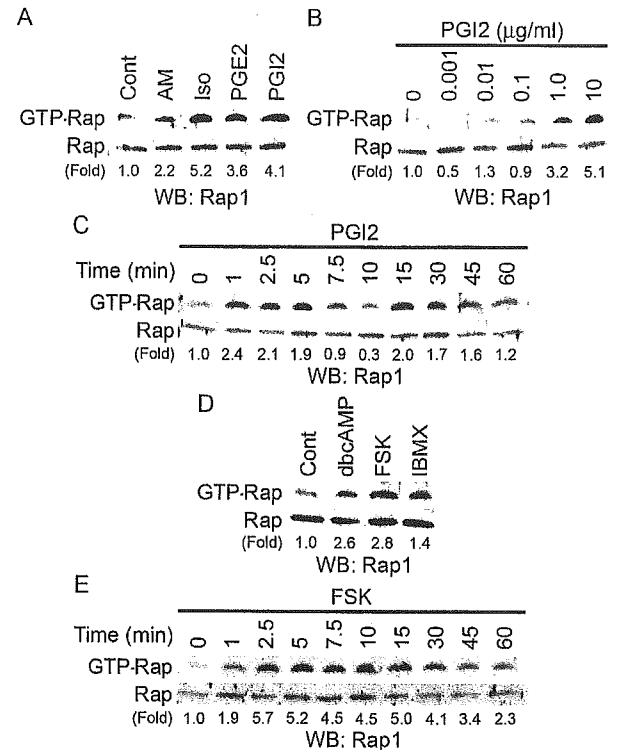 A
Cont AM Iso PGE2 PGI2
GTP-Rap
Rap
(Fold) 1.0 2.2 5.2 3.6 4.1
WB: Rap1
B
PGI2 (μg/ml)
0 0.001 0.01 0.1 1.0 10
GTP-Rap
Rap
(Fold) 1.0 0.5 1.3 0.9 3.2 5.1
WB: Rap1
C
PGI2
Time (min) 0 1 2.5 5 7.5 10 15 30 45 60
GTP-Rap
Rap
(Fold) 1.0 2.4 2.1 1.9 0.9 0.3 2.0 1.7 1.6 1.2
WB: Rap1
D
Cont dbcAMP FSK IBMX
GTP-Rap
Rap
(Fold) 1.0 2.6 2.8 1.4
WB: Rap1
E
FSK
Time (min) 0 1 2.5 5 7.5 10 15 30 45 60
GTP-Rap
Rap
(Fold) 1.0 1.9 5.7 5.2 4.5 4.5 5.0 4.1 3.4 2.3
WB: Rap1